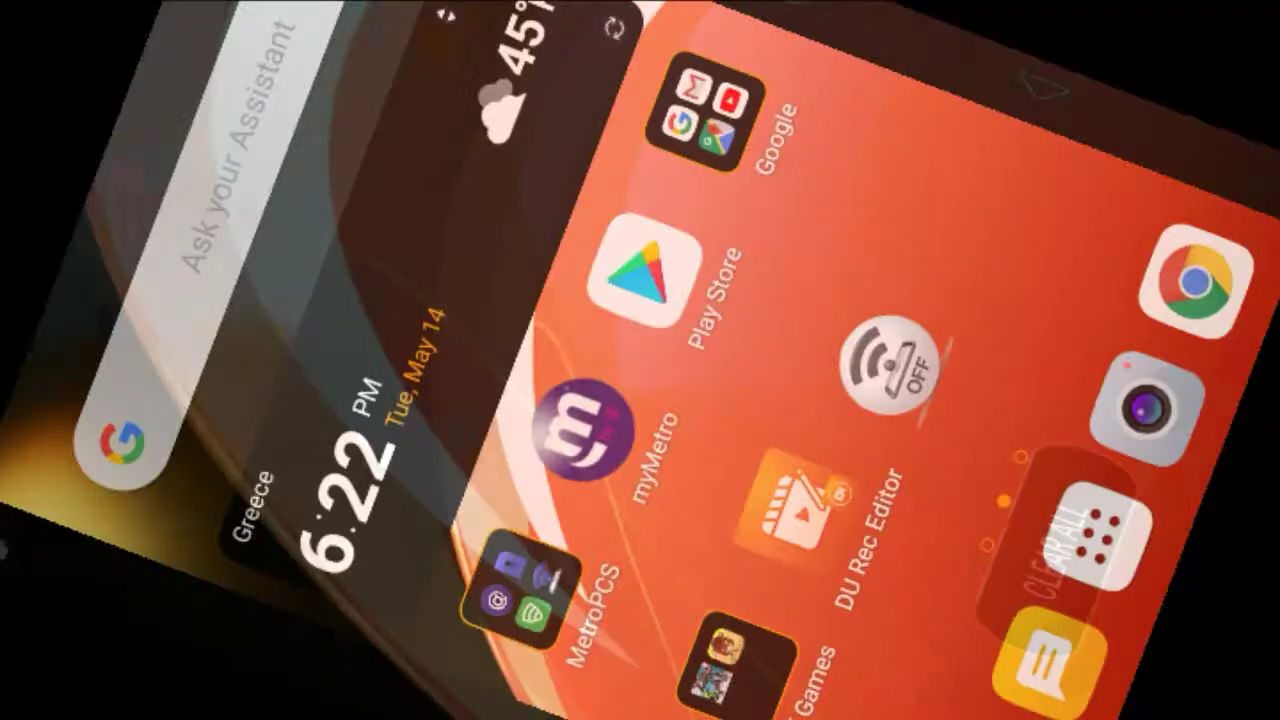 Ask your Assistant
Greece
6:22 PM
Tue, May 14
45°F
Google
Play Store
myMetro
MetroPCS
OFF
DU Rec Editor
Games
CLEAR ALL